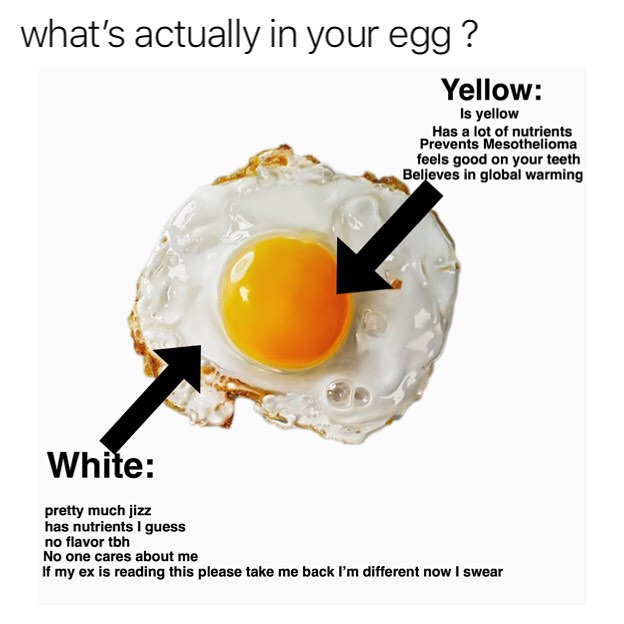 what's actually in your egg ?
Yellow:
Is yellow
Has a lot of nutrients
Prevents Mesothelioma
feels good on your teeth
Believes in global warming
White:
pretty much jizz
has nutrients I guess
no flavor tbh
No one cares about me
If my ex is reading this please take me back I'm different now I swear